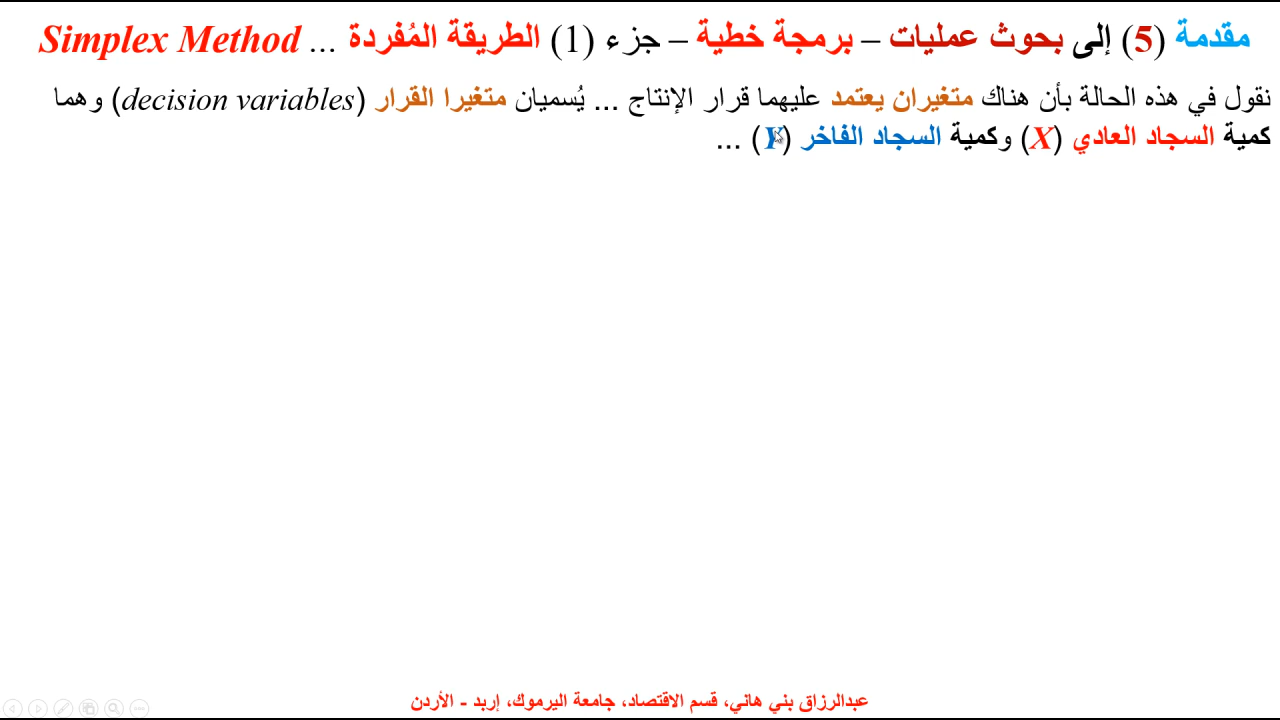 مقدمة (5) إلى بحوث عمليات – برمجة خطية – جزء (1) الطريقة المُفردة ... Simplex Method
نقول في هذه الحالة بأن هناك متغيران يعتمد عليهما قرار الإنتاج ... يُسميان متغيرا القرار (decision variables) وهما
كمية السجاد العادي (X) وكمية السجاد الفاخر (Y) ...
عبدالرزاق بني هاني، قسم الاقتصاد، جامعة اليرموك، إربد - الأردن